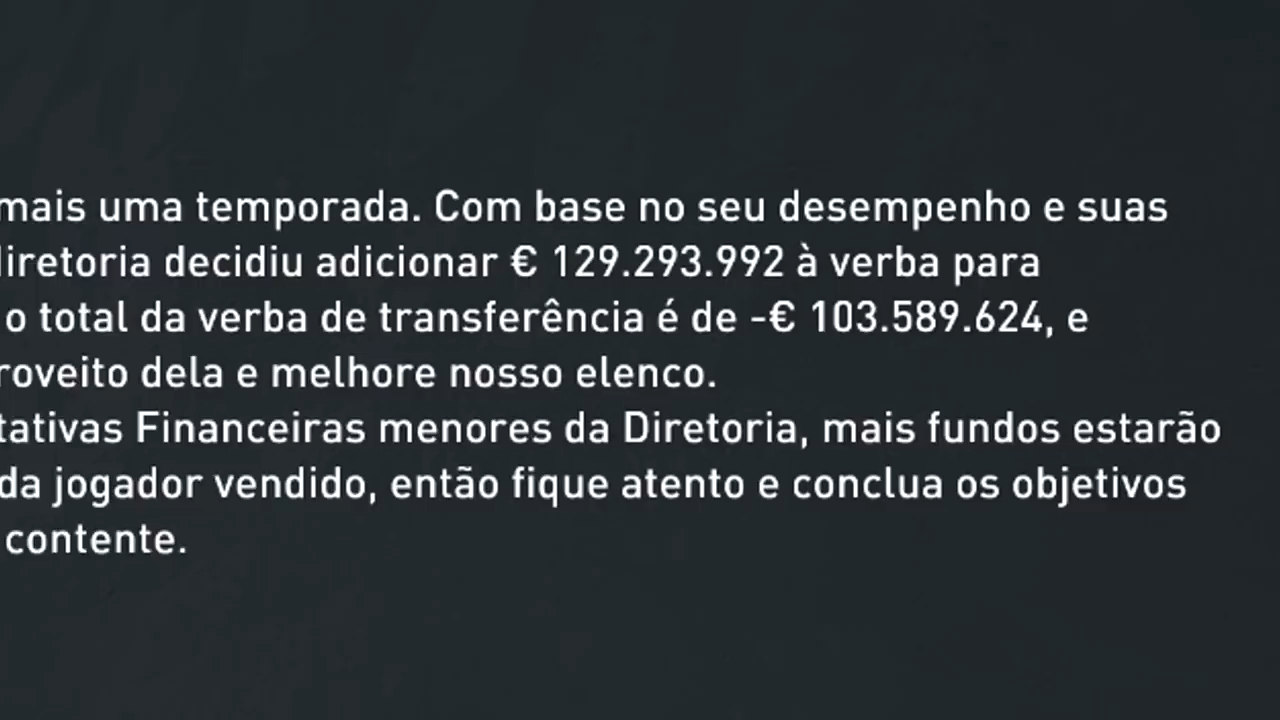 mais uma temporada. Com base no seu desempenho e suas
diretoria decidiu adicionar € 129.293.992 à verba para
o total da verba de transferência é de -€ 103.589.624, e
roveito dela e melhore nosso elenco.
tativas Financeiras menores da Diretoria, mais fundos estarão
da jogador vendido, então fique atento e conclua os objetivos
contente.